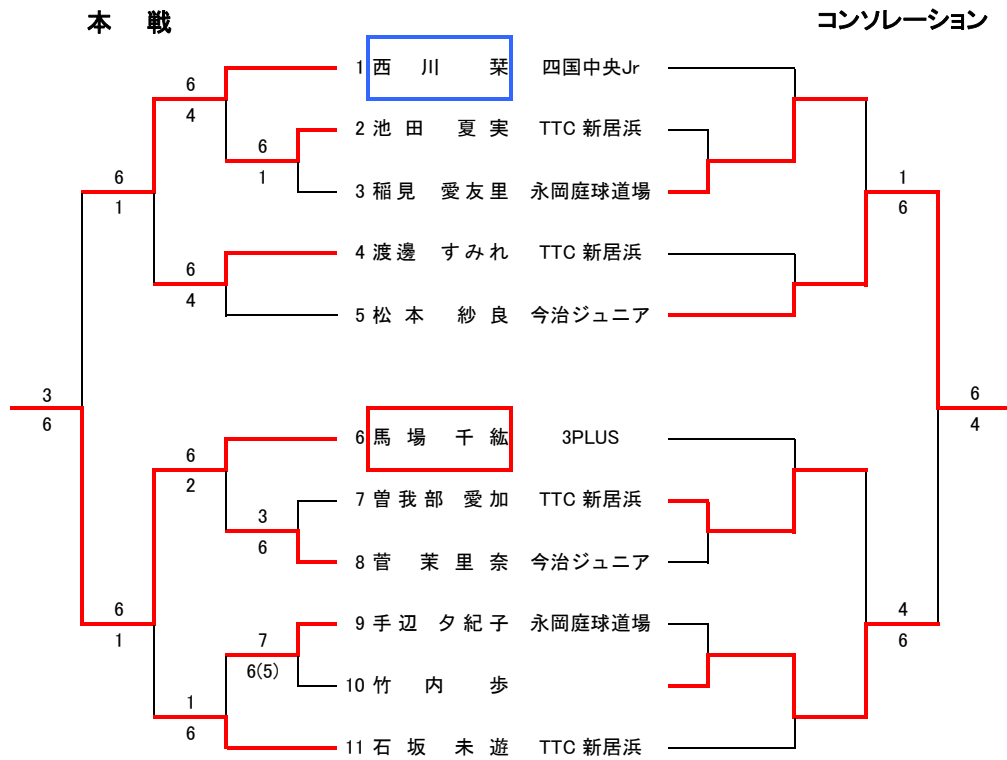 本 戦 コンソレーション
1 西川 栞 四国中央Jr
6
4
2 池田 夏実 TTC 新居浜
6
1
3 稲見 愛友里 永岡庭球道場
6
1
1
6
4 渡邊 すみれ TTC 新居浜
6
4
5 松本 紗良 今治ジュニア
3
6
6
4
6 馬場 千紘 3PLUS
6
2
7 曽我部 愛加 TTC 新居浜
3
6
8 菅 茉里奈 今治ジュニア
6
1
4
6
9 手辺 夕紀子 永岡庭球道場
7
6(5)
10 竹内 歩
1
6
11 石坂 未遊 TTC 新居浜